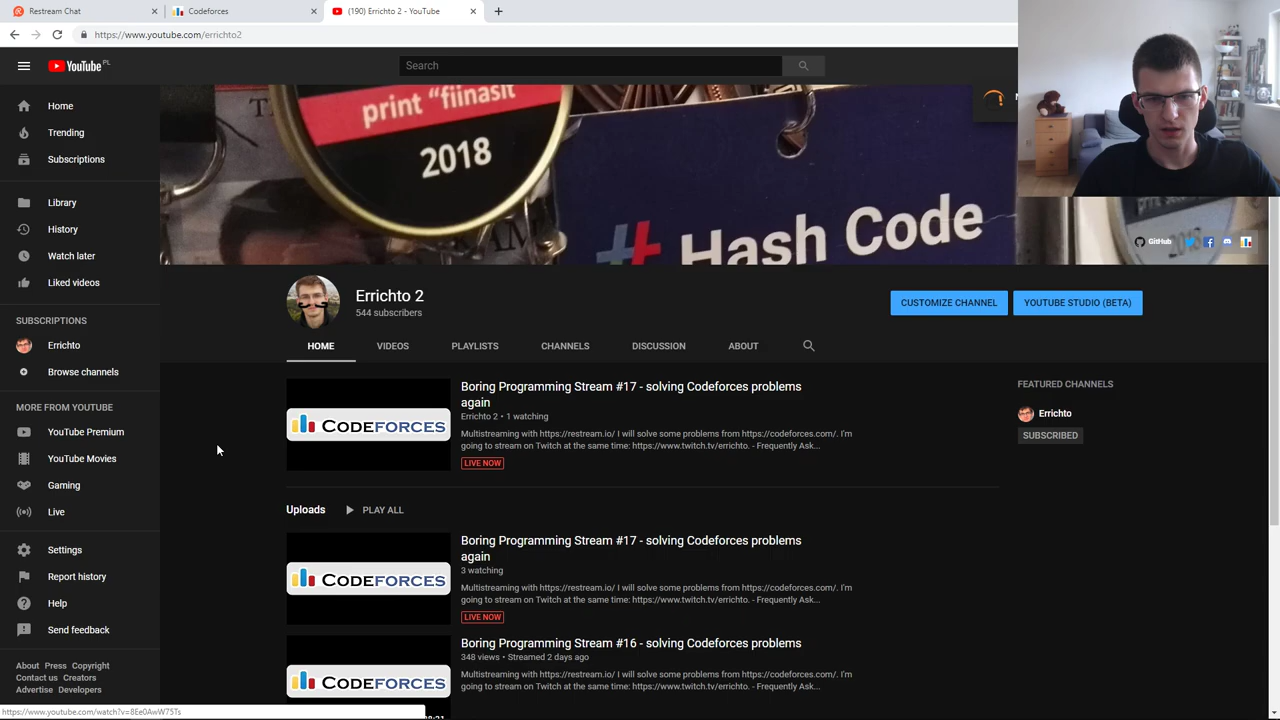 Restream Chat
Codeforces
(190) Errichto 2 - YouTube
https://www.youtube.com/errichto2
YouTube PL
Search
print "fiinasit
2018
Hash Code
GitHub
Home
Trending
Subscriptions
Library
History
Watch later
Liked videos
SUBSCRIPTIONS
Errichto
Browse channels
MORE FROM YOUTUBE
YouTube Premium
YouTube Movies
Gaming
Live
Settings
Report history
Help
Send feedback
About Press Copyright
Contact us Creators
Advertise Developers
Errichto 2
544 subscribers
CUSTOMIZE CHANNEL
YOUTUBE STUDIO (BETA)
HOME
VIDEOS
PLAYLISTS
CHANNELS
DISCUSSION
ABOUT
CODEFORCES
Boring Programming Stream #17 - solving Codeforces problems
again
Errichto 2 • 1 watching
Multistreaming with https://restream.io/ I will solve some problems from https://codeforces.com/. I'm
going to stream on Twitch at the same time: https://www.twitch.tv/errichto. - Frequently Ask...
LIVE NOW
FEATURED CHANNELS
Errichto
SUBSCRIBED
Uploads
PLAY ALL
CODEFORCES
Boring Programming Stream #17 - solving Codeforces problems
again
3 watching
Multistreaming with https://restream.io/ I will solve some problems from https://codeforces.com/. I'm
going to stream on Twitch at the same time: https://www.twitch.tv/errichto. - Frequently Ask...
LIVE NOW
CODEFORCES
Boring Programming Stream #16 - solving Codeforces problems
348 views • Streamed 2 days ago
Multistreaming with https://restream.io/ I will solve some problems from https://codeforces.com/. I'm
going to stream on Twitch at the same time: https://www.twitch.tv/errichto. - Frequently Ask...
https://www.youtube.com/watch?v=8Ee0AwW75Ts